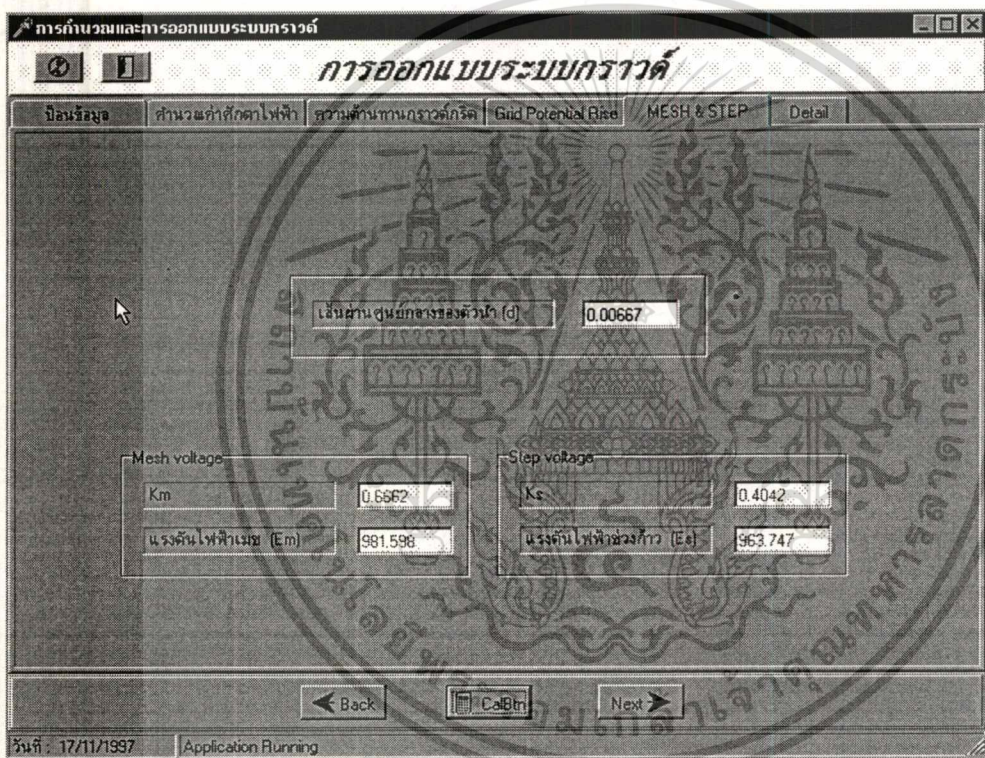 การคำนวณและการออกแบบระบบกราวด์
การออกแบบระบบกราวด์
ป้อนข้อมูล คำนวณค่าศักดาไฟฟ้า ความต้านทานกราวด์กริด Grid Potential Rise MESH & STEP Detail
เส้นผ่านศูนย์กลางของตัวนำ (d) 0.00667
Mesh voltage
Km 0.6662
แรงดันไฟฟ้าเมช (Em) 981.598
Step voltage
Ks 0.4042
แรงดันไฟฟ้าช่วงก้าว (Es) 963.747
Back CalBtn Next
วันที่ : 17/11/1997 Application Running